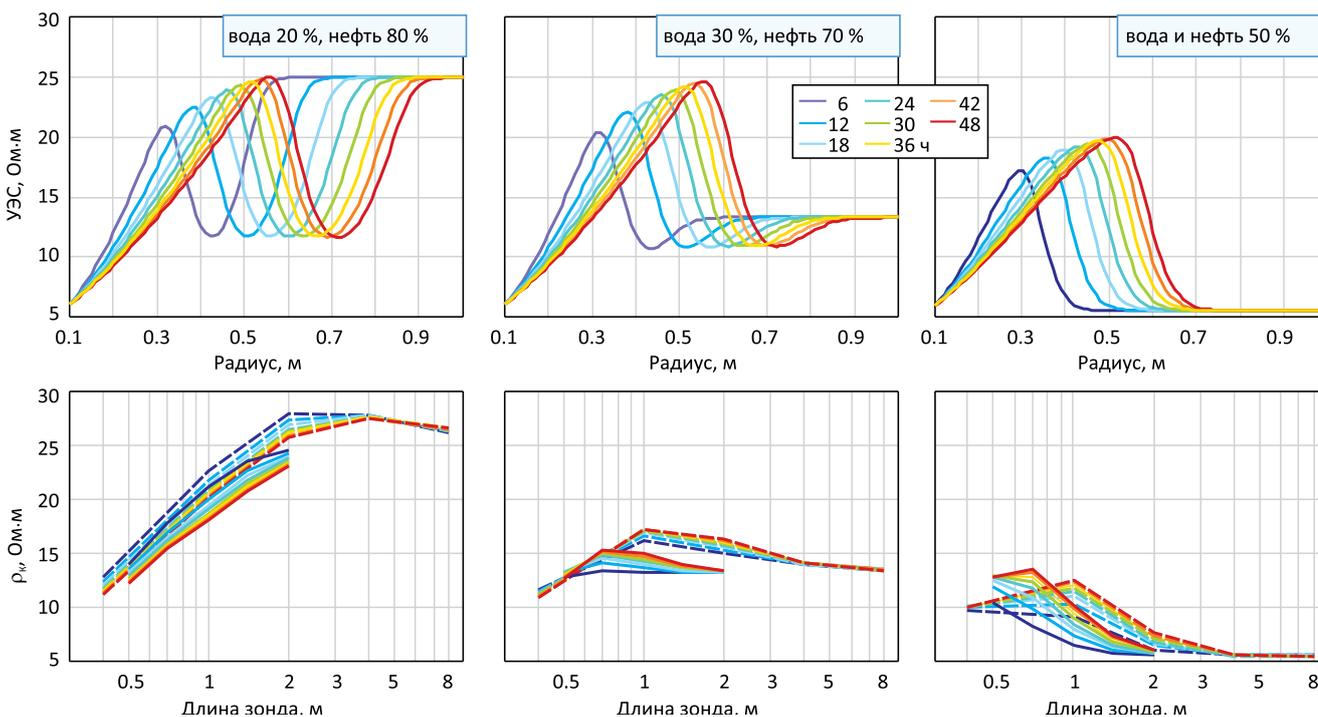 вода 20 %, нефть 80 %
вода 30 %, нефть 70 %
вода и нефть 50 %
УЭС, Ом·м
30
25
20
15
10
5
6 24 42
12 30 48
18 36 ч
0.1 0.3 0.5 0.7 0.9
0.1 0.3 0.5 0.7 0.9
0.1 0.3 0.5 0.7 0.9
Радиус, м
Радиус, м
Радиус, м
ρк, Ом·м
30
25
20
15
10
5
0.5 1 2 3 5 8
0.5 1 2 3 5 8
0.5 1 2 3 5 8
Длина зонда, м
Длина зонда, м
Длина зонда, м